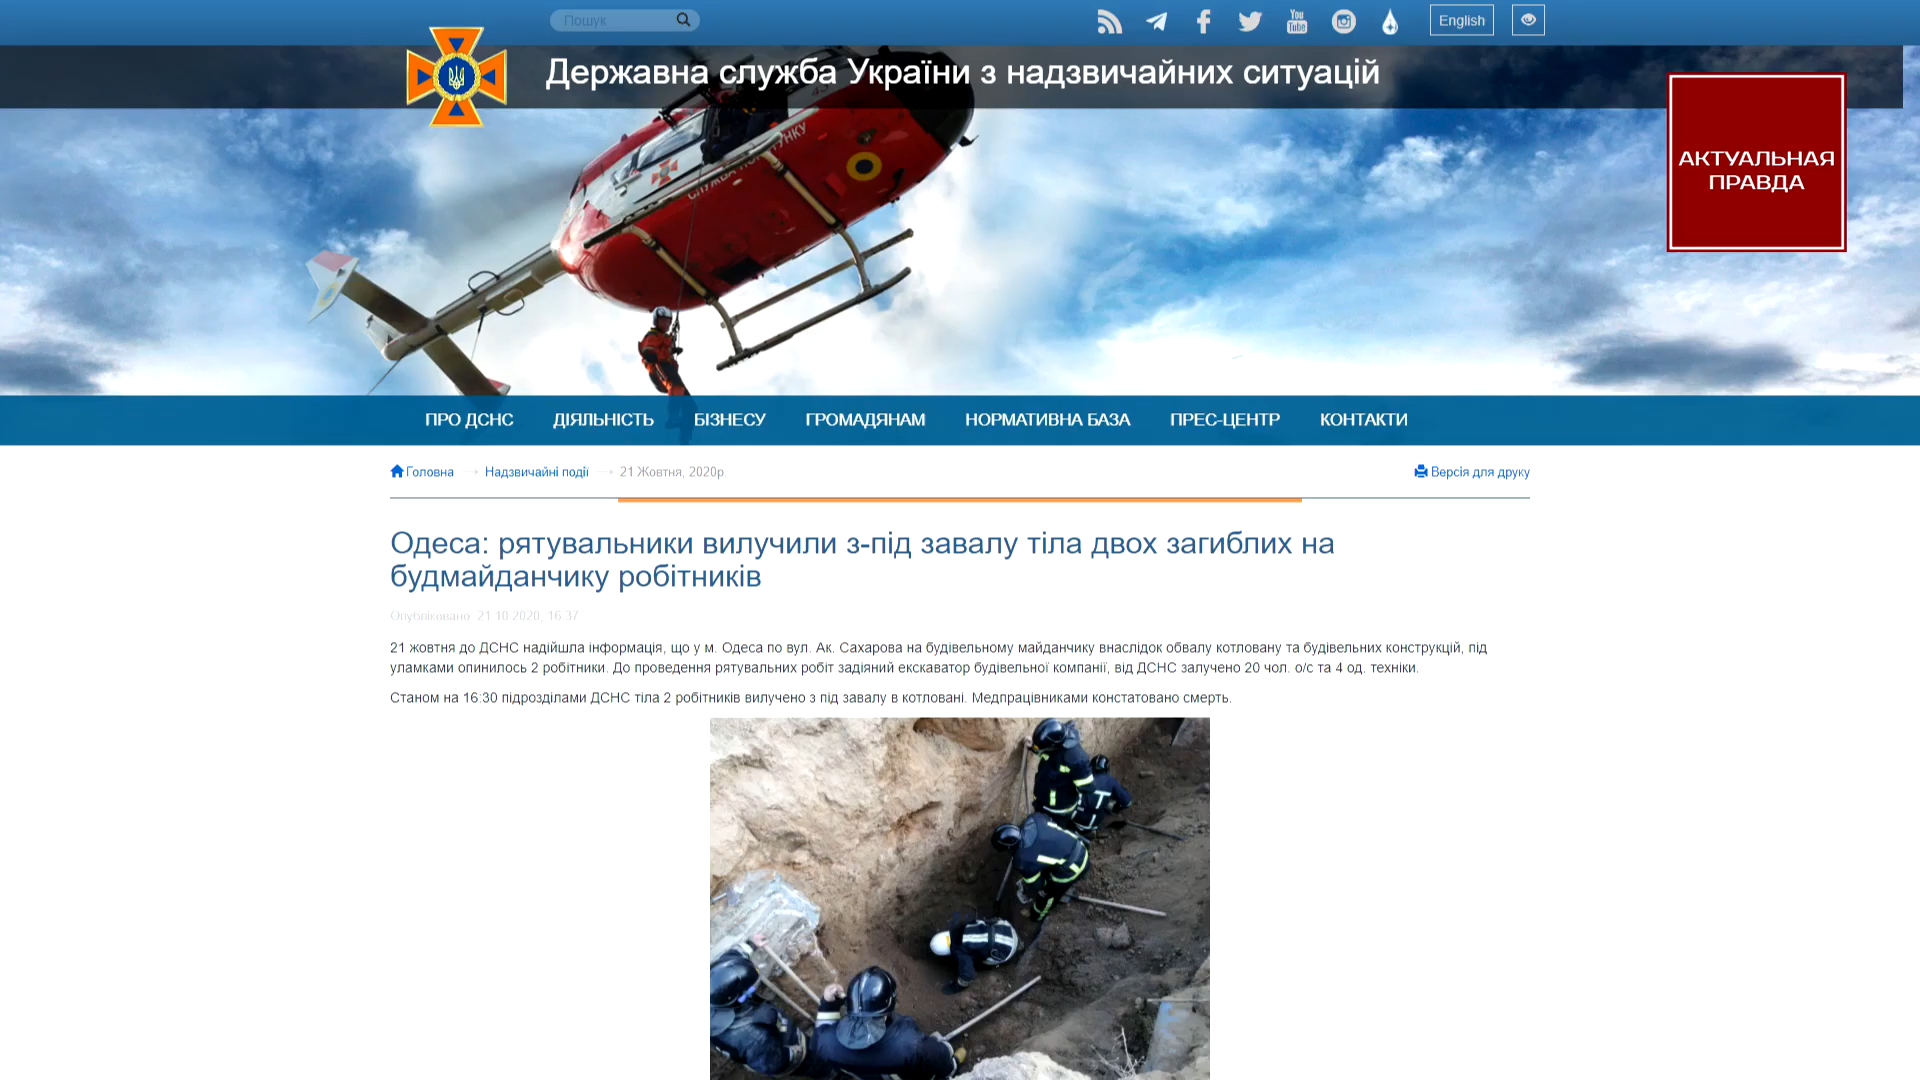 Пошук
English
Державна служба України з надзвичайних ситуацій
СЛУЖБА ПОРЯТУНКУ
АКТУАЛЬНАЯ
ПРАВДА
ПРО ДСНС ДІЯЛЬНІСТЬ БІЗНЕСУ ГРОМАДЯНАМ НОРМАТИВНА БАЗА ПРЕС-ЦЕНТР КОНТАКТИ
Головна → Надзвичайні події → 21 Жовтня, 2020р. Версія для друку
Одеса: рятувальники вилучили з-під завалу тіла двох загиблих на
будмайданчику робітників
Опубліковано 21.10.2020, 16:37
21 жовтня до ДСНС надійшла інформація, що у м. Одеса по вул. Ак. Сахарова на будівельному майданчику внаслідок обвалу котловану та будівельних конструкцій, під
уламками опинилось 2 робітники. До проведення рятувальних робіт задіяний екскаватор будівельної компанії, від ДСНС залучено 20 чол. о/с та 4 од. техніки.
Станом на 16:30 підрозділами ДСНС тіла 2 робітників вилучено з під завалу в котловані. Медпрацівниками констатовано смерть.